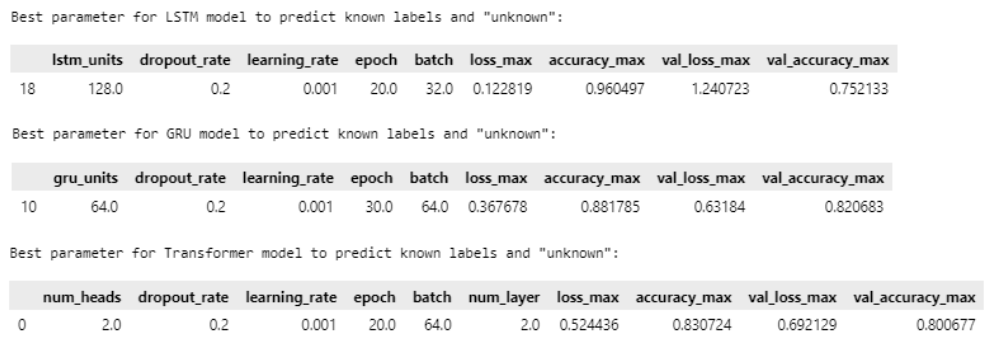 Best parameter for LSTM model to predict known labels and "unknown":
lstm_units dropout_rate learning_rate epoch batch loss_max accuracy_max val_loss_max val_accuracy_max
18 128.0 0.2 0.001 20.0 32.0 0.122819 0.960497 1.240723 0.752133
Best parameter for GRU model to predict known labels and "unknown":
gru_units dropout_rate learning_rate epoch batch loss_max accuracy_max val_loss_max val_accuracy_max
10 64.0 0.2 0.001 30.0 64.0 0.367678 0.881785 0.63184 0.820683
Best parameter for Transformer model to predict known labels and "unknown":
num_heads dropout_rate learning_rate epoch batch num_layer loss_max accuracy_max val_loss_max val_accuracy_max
0 2.0 0.2 0.001 20.0 64.0 2.0 0.524436 0.830724 0.692129 0.800677